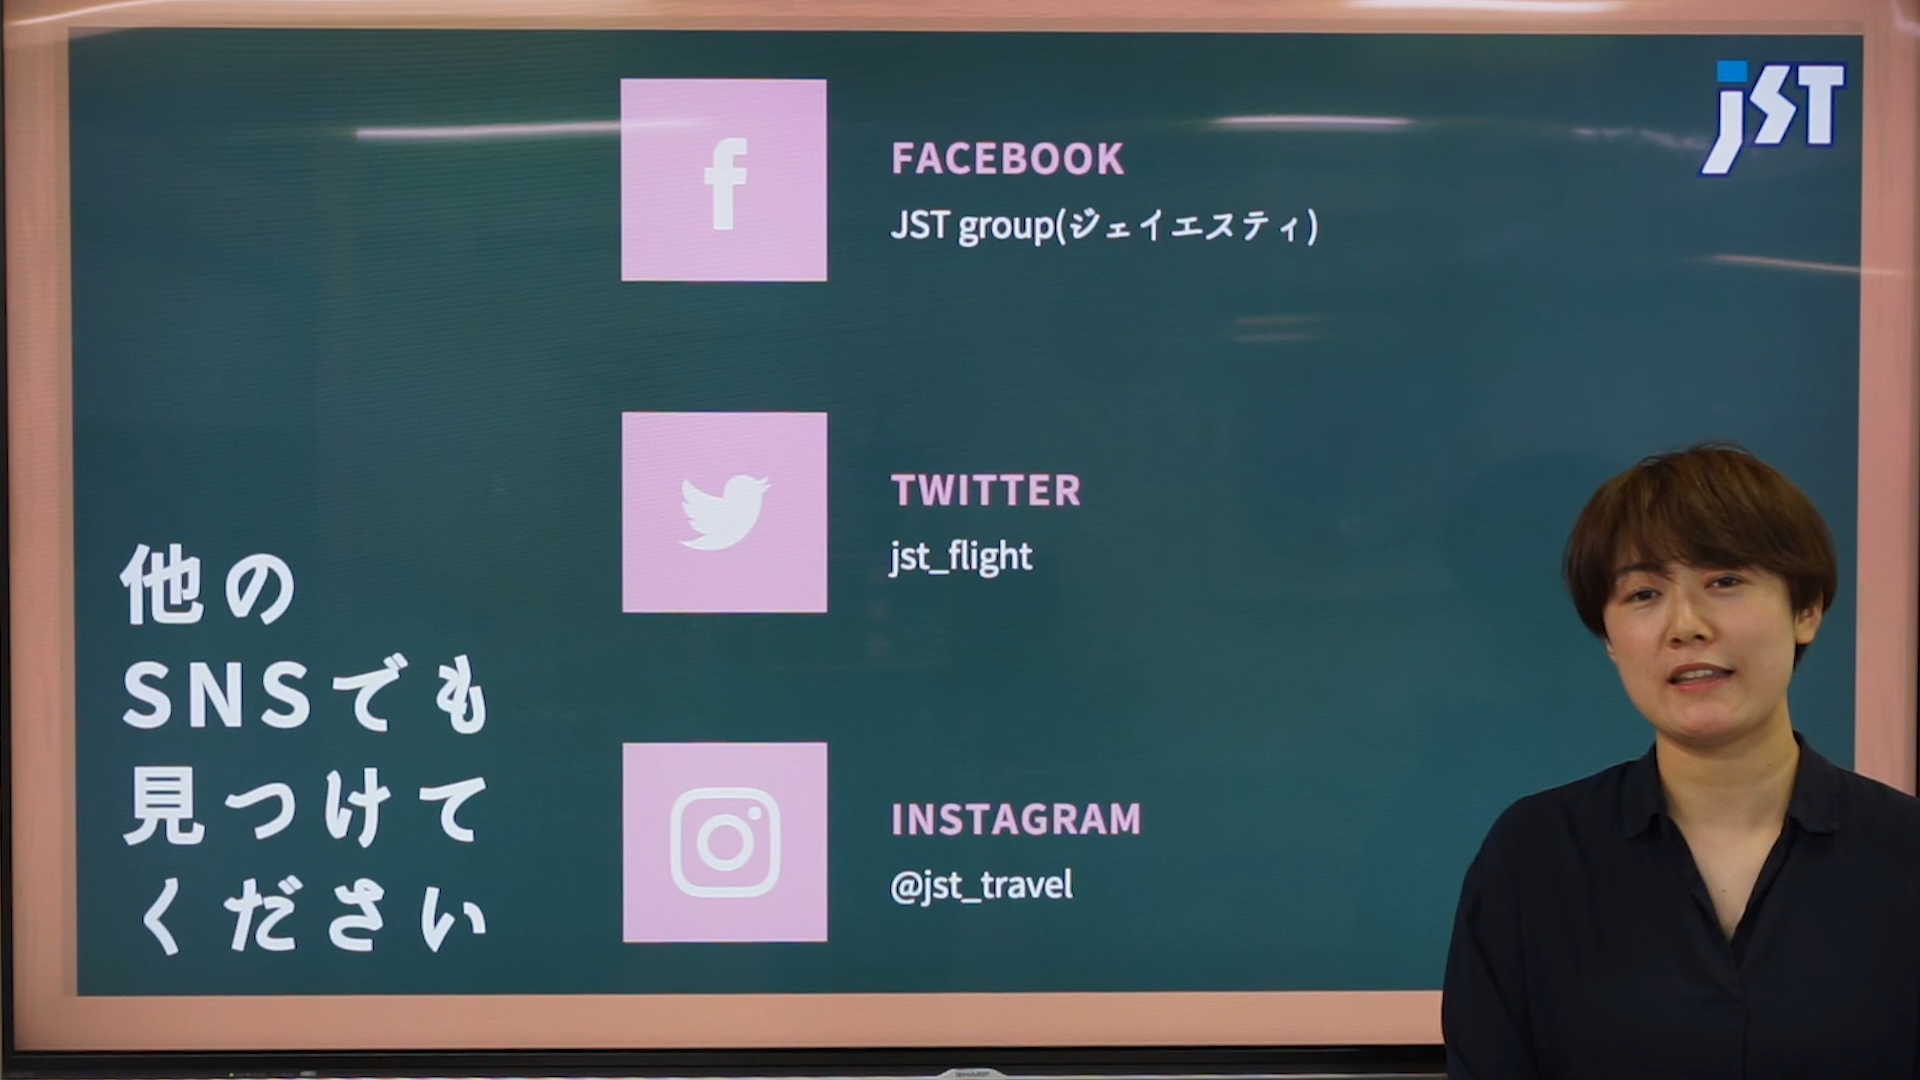 jST
FACEBOOK
JST group(ジェイエスティ)
TWITTER
jst_flight
INSTAGRAM
@jst_travel
他の
SNSでも
見つけて
ください
SHARP